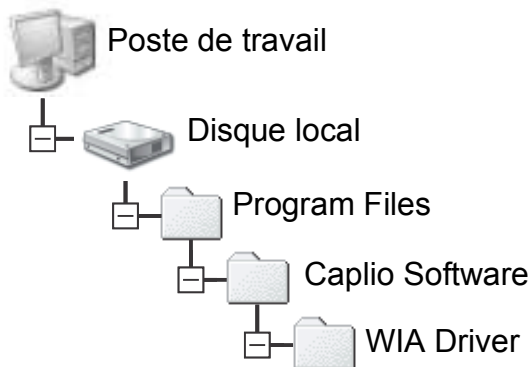 Poste de travail
Disque local
Program Files
Caplio Software
WIA Driver